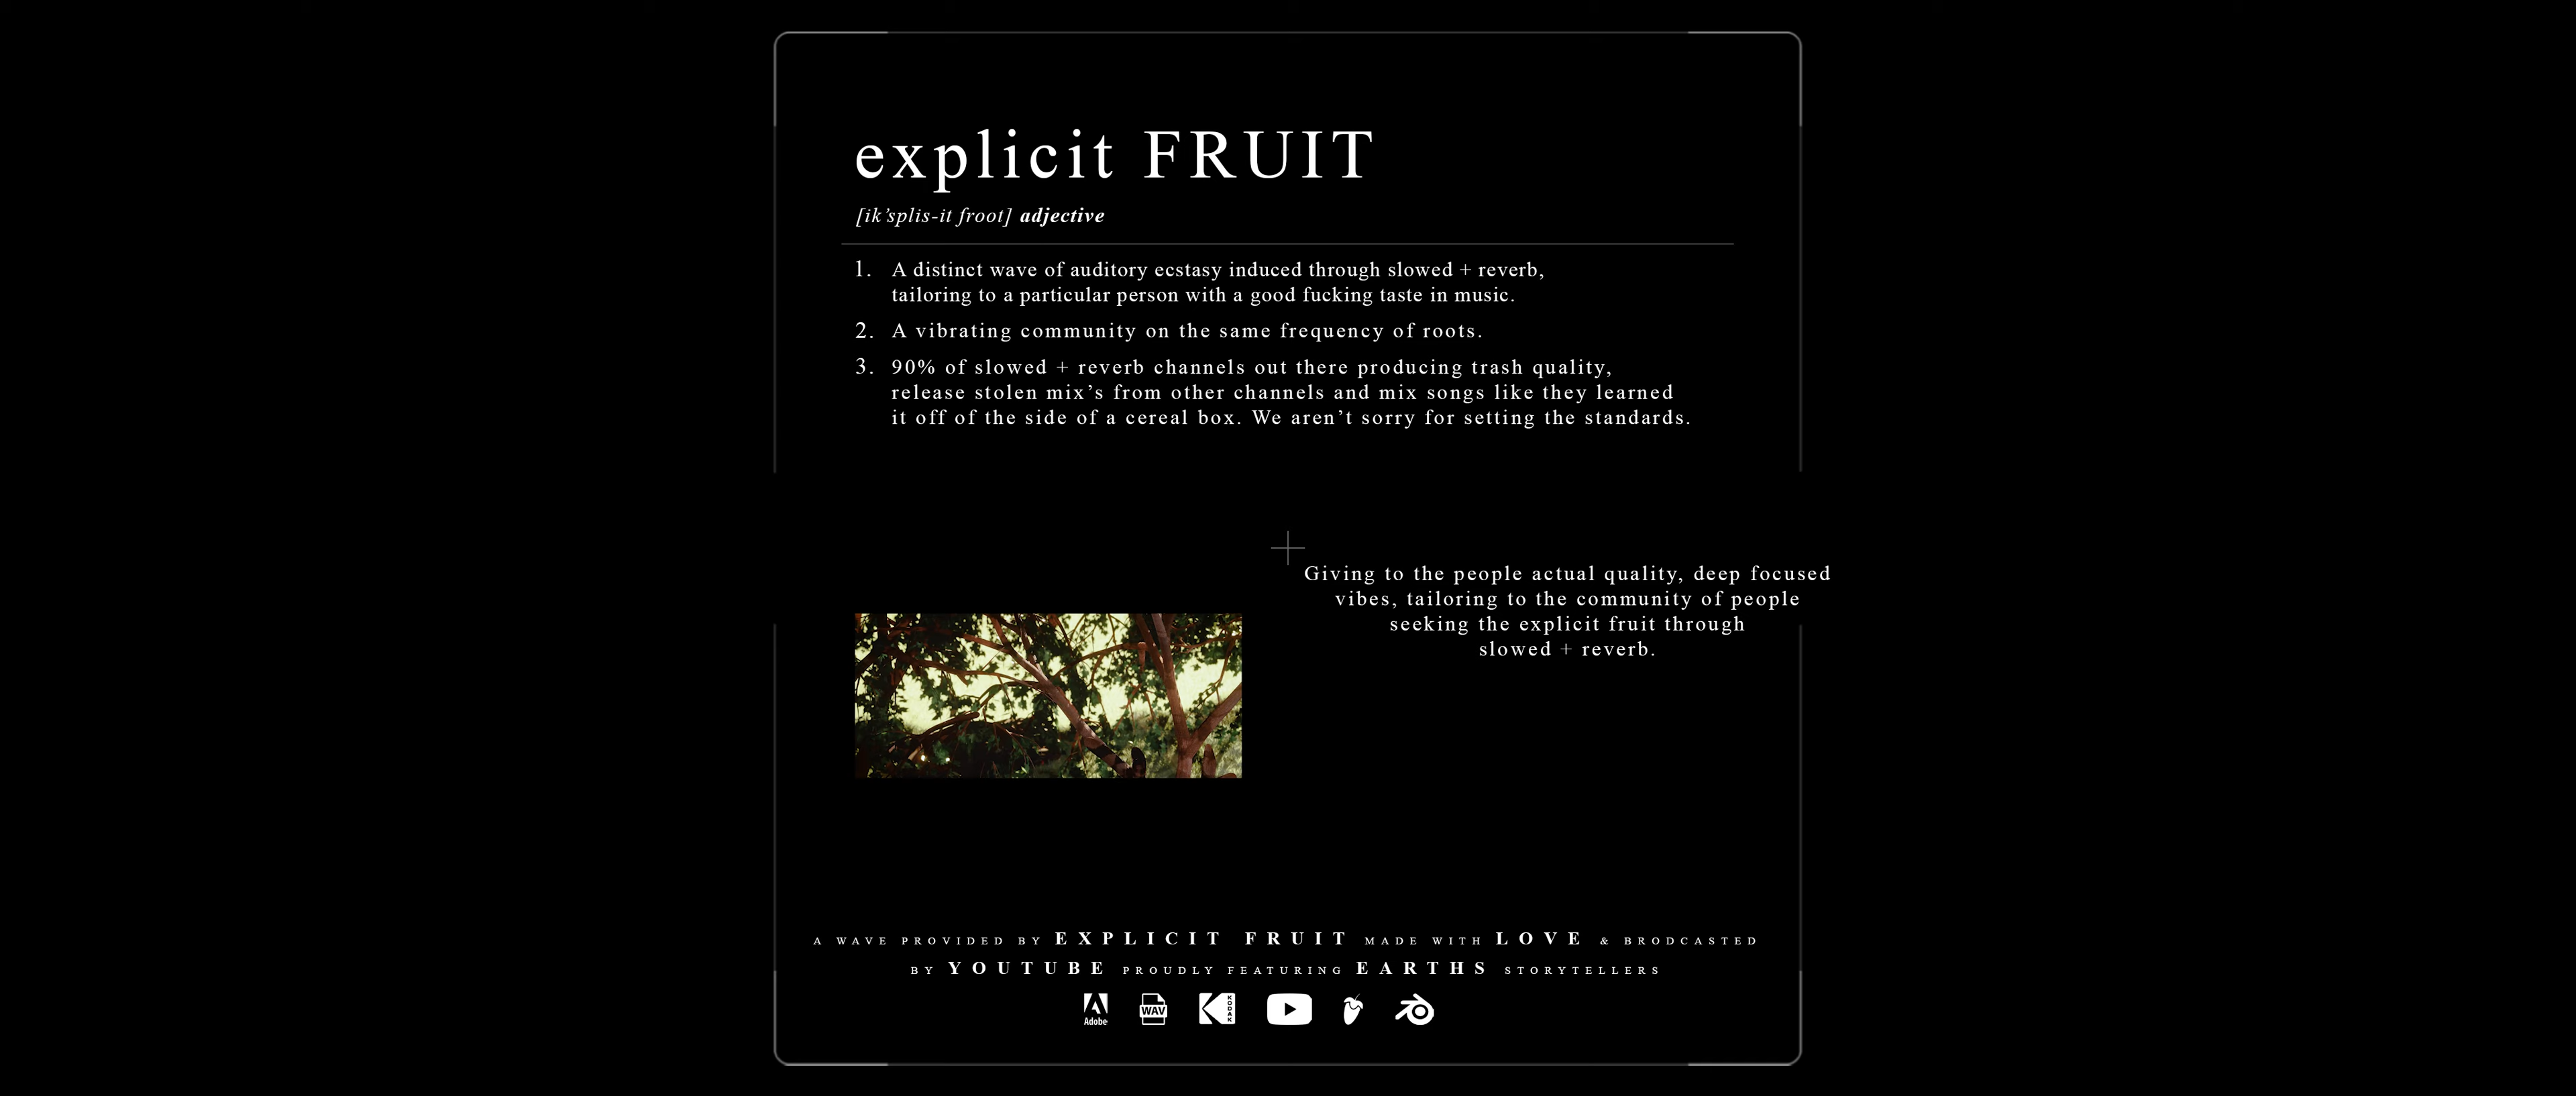 explicit FRUIT
[ik’splis-it froot] adjective
1. A distinct wave of auditory ecstasy induced through slowed + reverb,
tailoring to a particular person with a good fucking taste in music.
2. A vibrating community on the same frequency of roots.
3. 90% of slowed + reverb channels out there producing trash quality,
release stolen mix’s from other channels and mix songs like they learned
it off of the side of a cereal box. We aren’t sorry for setting the standards.
Giving to the people actual quality, deep focused
vibes, tailoring to the community of people
seeking the explicit fruit through
slowed + reverb.
A WAVE PROVIDED BY EXPLICIT FRUIT MADE WITH LOVE & BRODCASTED
BY YOUTUBE PROUDLY FEATURING EARTHS STORYTELLERS
Adobe WAV KODAK